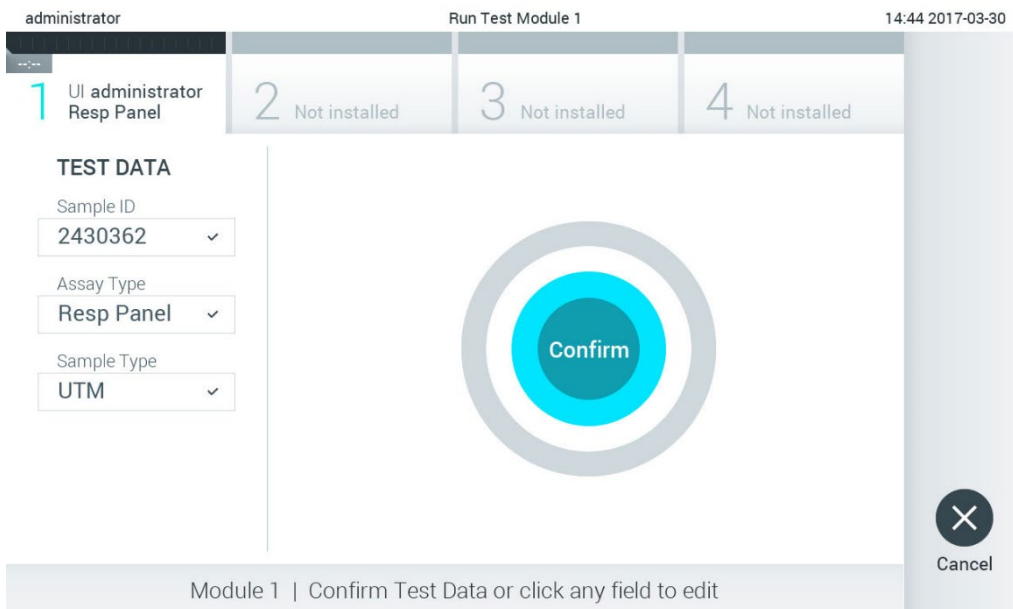 administrator
Run Test Module 1
14:44 2017-03-30
--:--
1
UI administrator
Resp Panel
2 Not installed
3 Not installed
4 Not installed
TEST DATA
Sample ID
2430362
Assay Type
Resp Panel
Sample Type
UTM
Confirm
Cancel
Module 1 | Confirm Test Data or click any field to edit